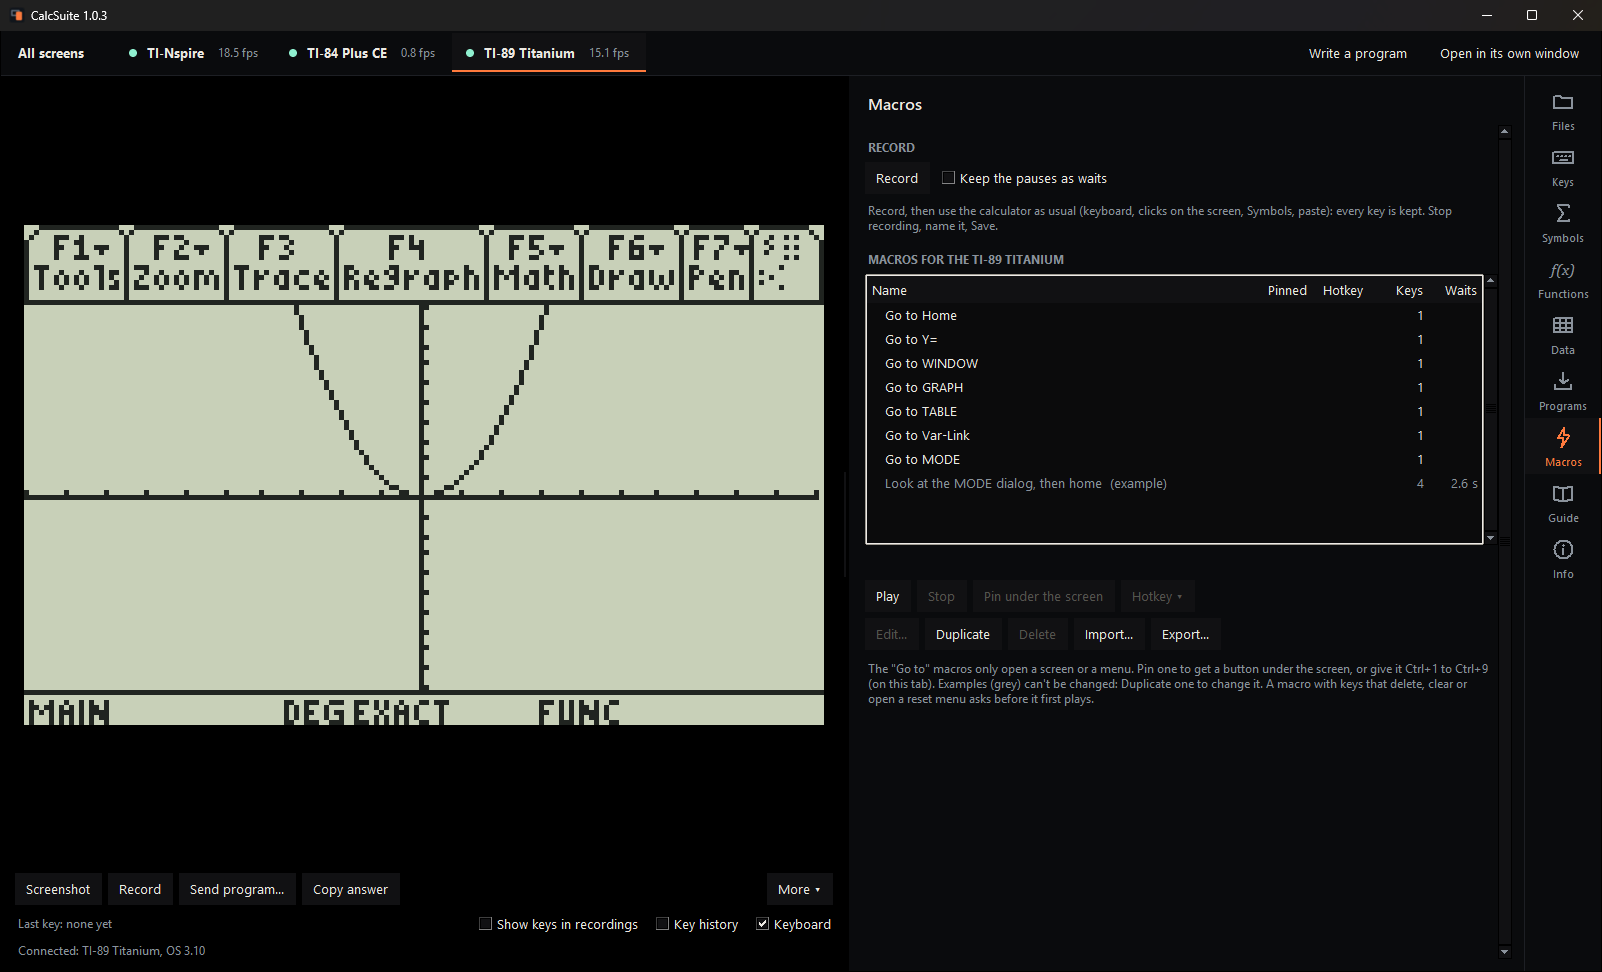 CalcSuite 1.0.3
All screens TI-Nspire 18.5 fps TI-84 Plus CE 0.8 fps TI-89 Titanium 15.1 fps Write a program Open in its own window
F1 F2 F3 F4 F5 F6 F7
Tools Zoom Trace ReGraph Math Draw Pen
MAIN DEG EXACT FUNC
Screenshot Record Send program... Copy answer More
Last key: none yet Show keys in recordings Key history Keyboard
Connected: TI-89 Titanium, OS 3.10
Macros
RECORD
Record Keep the pauses as waits
Record, then use the calculator as usual (keyboard, clicks on the screen, Symbols, paste): every key is kept. Stop
recording, name it, Save.
MACROS FOR THE TI-89 TITANIUM
Name Pinned Hotkey Keys Waits
Go to Home 1
Go to Y= 1
Go to WINDOW 1
Go to GRAPH 1
Go to TABLE 1
Go to Var-Link 1
Go to MODE 1
Look at the MODE dialog, then home (example) 4 2.6 s
Play Stop Pin under the screen Hotkey
Edit... Duplicate Delete Import... Export...
The "Go to" macros only open a screen or a menu. Pin one to get a button under the screen, or give it Ctrl+1 to Ctrl+9
(on this tab). Examples (grey) can't be changed: Duplicate one to change it. A macro with keys that delete, clear or
open a reset menu asks before it first plays.
Files
Keys
Symbols
f(x)
Functions
Data
Programs
Macros
Guide
Info